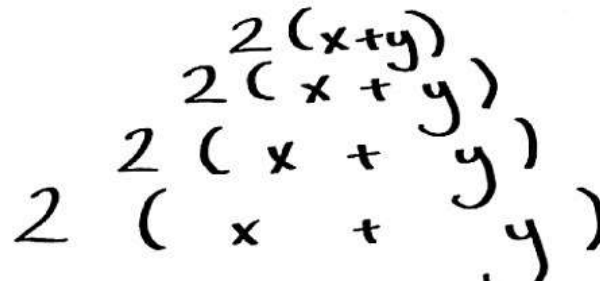 2(x+y)
2( x + y)
2 ( x + y)
2 ( x + y )